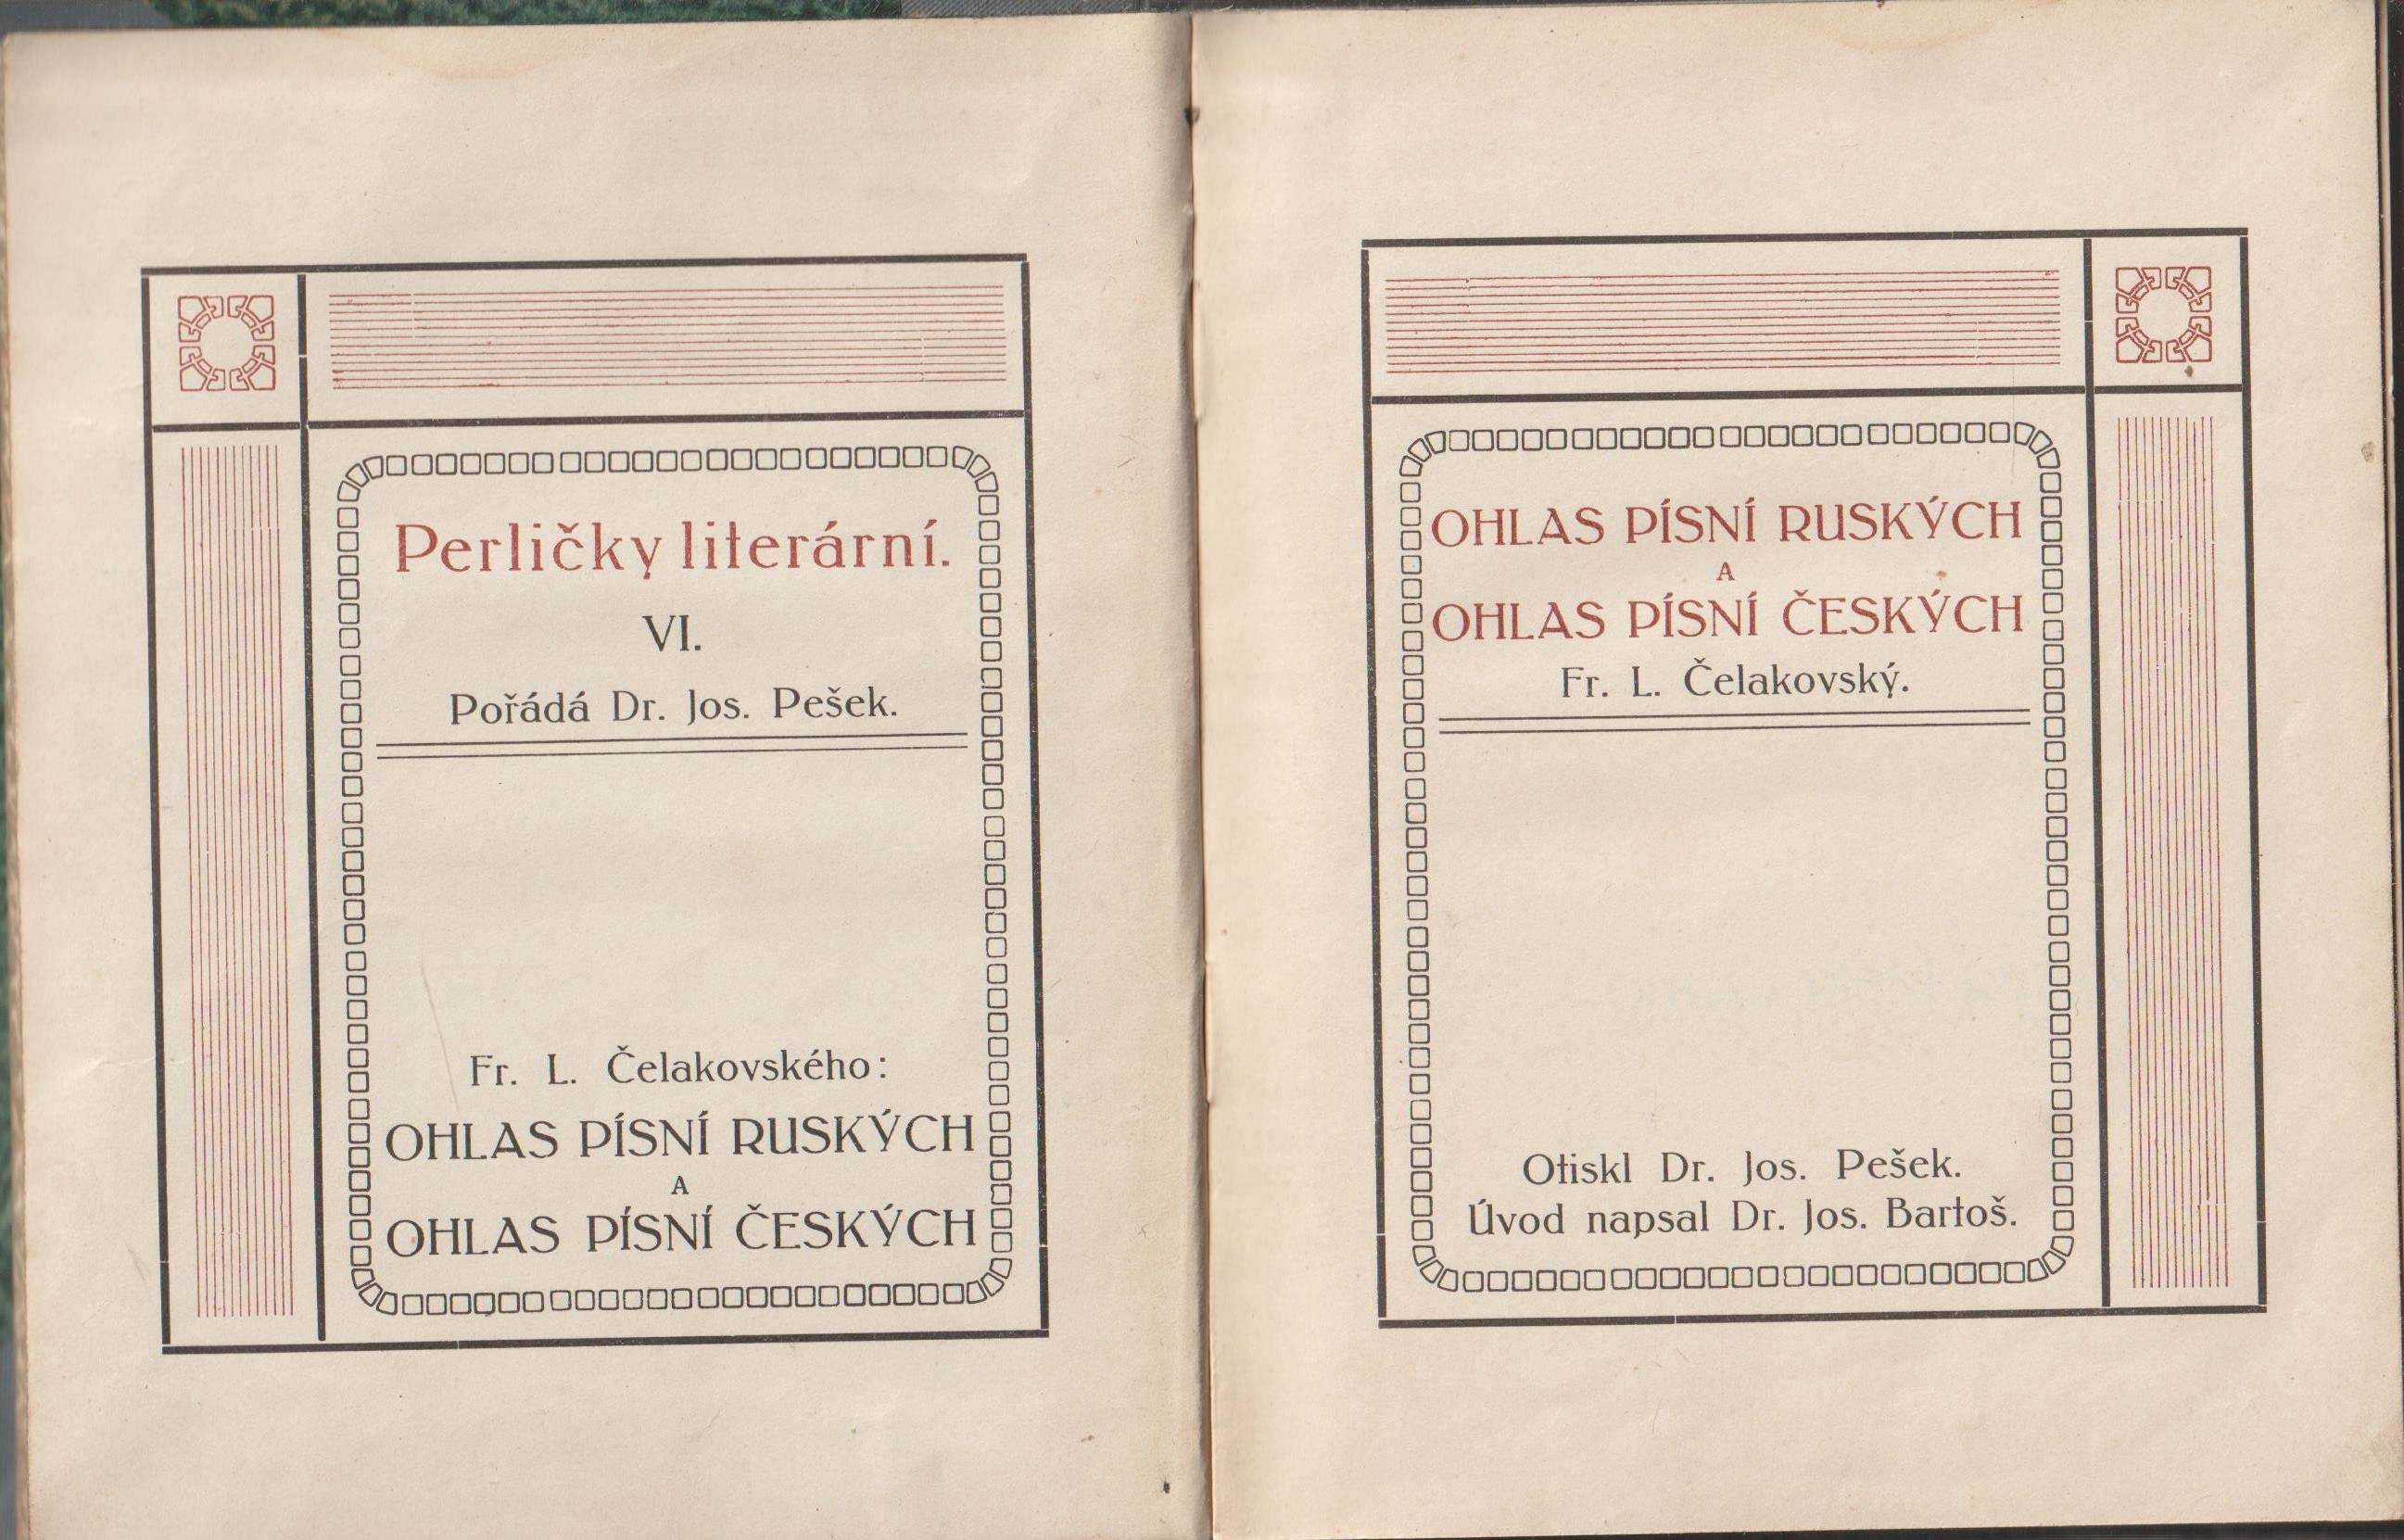 Perličky literární.
VI.
Pořádá Dr. Jos. Pešek.
Fr. L. Čelakovského:
OHLAS PÍSNÍ RUSKÝCH
A
OHLAS PÍSNÍ ČESKÝCH
OHLAS PÍSNÍ RUSKÝCH
A
OHLAS PÍSNÍ ČESKÝCH
Fr. L. Čelakovský.
Otiskl Dr. Jos. Pešek.
Úvod napsal Dr. Jos. Bartoš.